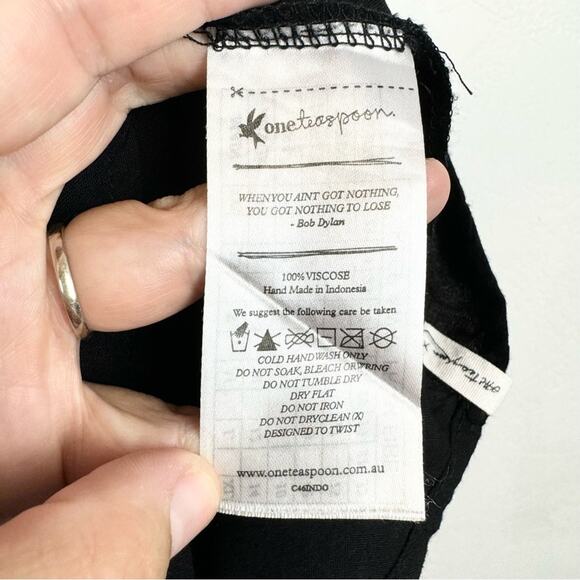 oneteaspoon.
WHEN YOU AINT GOT NOTHING,
YOU GOT NOTHING TO LOSE
- Bob Dylan
100% VISCOSE
Hand Made in Indonesia
We suggest the following care be taken
COLD HAND WASH ONLY
DO NOT SOAK, BLEACH OR WRING
DO NOT TUMBLE DRY
DRY FLAT
DO NOT IRON
DO NOT DRYCLEAN (X)
DESIGNED TO TWIST
www.oneteaspoon.com.au
C46INDO